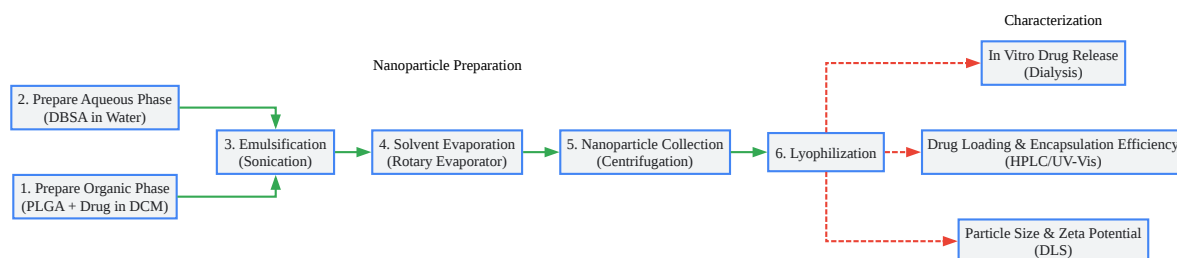 Characterization
Nanoparticle Preparation
2. Prepare Aqueous Phase
(DBSA in Water)
1. Prepare Organic Phase
(PLGA + Drug in DCM)
3. Emulsification
(Sonication)
4. Solvent Evaporation
(Rotary Evaporator)
5. Nanoparticle Collection
(Centrifugation)
6. Lyophilization
In Vitro Drug Release
(Dialysis)
Drug Loading & Encapsulation Efficiency
(HPLC/UV-Vis)
Particle Size & Zeta Potential
(DLS)